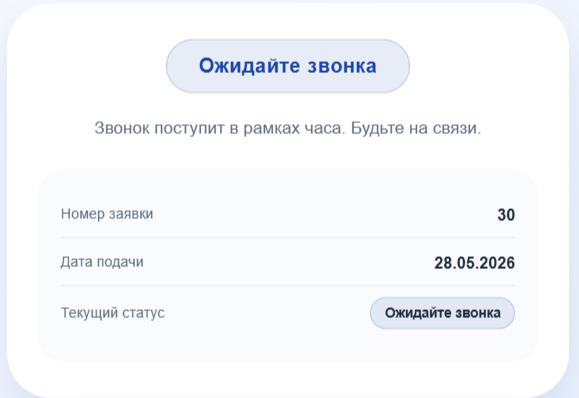 Ожидайте звонка
Звонок поступит в рамках часа. Будьте на связи.
Номер заявки 30
Дата подачи 28.05.2026
Текущий статус Ожидайте звонка